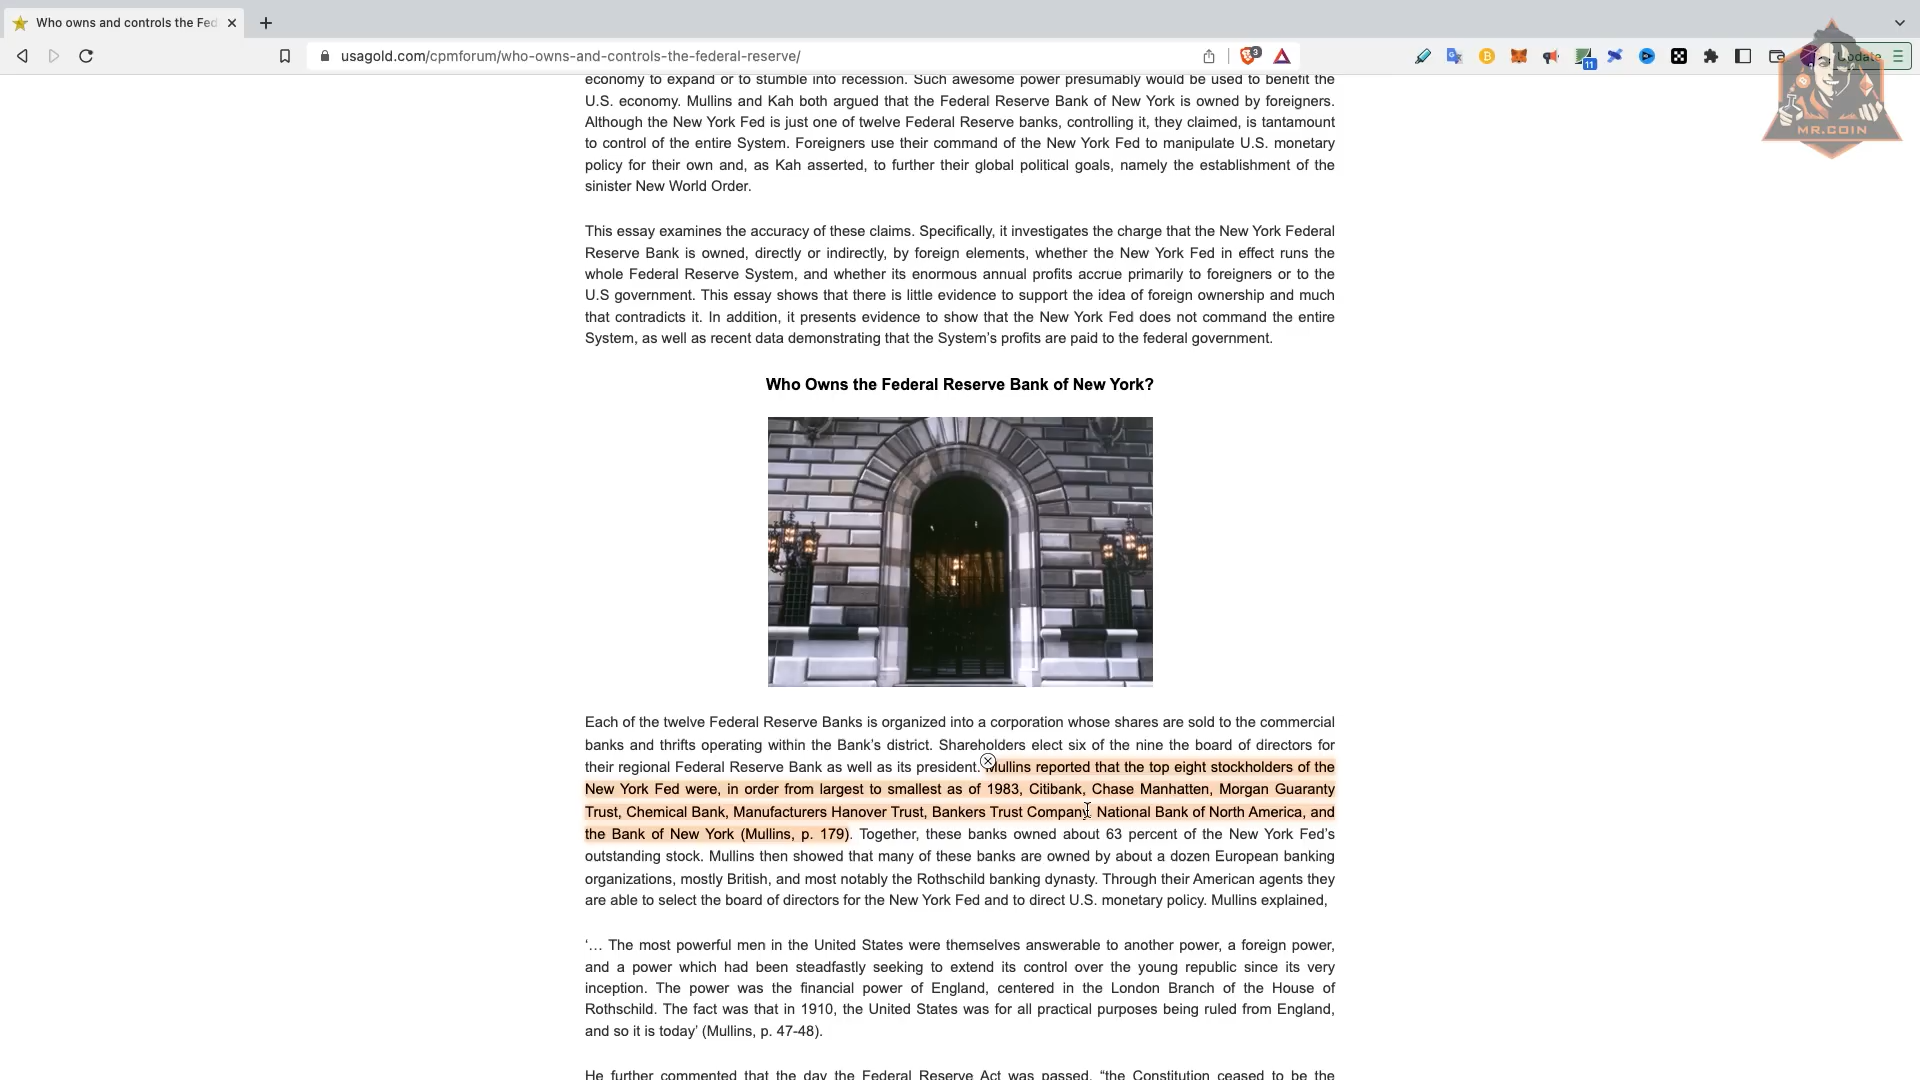 Who owns and controls the Fed
usagold.com/cpmforum/who-owns-and-controls-the-federal-reserve/
3
11
Update
MR.COIN
economy to expand or to stumble into recession. Such awesome power presumably would be used to benefit the
U.S. economy. Mullins and Kah both argued that the Federal Reserve Bank of New York is owned by foreigners.
Although the New York Fed is just one of twelve Federal Reserve banks, controlling it, they claimed, is tantamount
to control of the entire System. Foreigners use their command of the New York Fed to manipulate U.S. monetary
policy for their own and, as Kah asserted, to further their global political goals, namely the establishment of the
sinister New World Order.
This essay examines the accuracy of these claims. Specifically, it investigates the charge that the New York Federal
Reserve Bank is owned, directly or indirectly, by foreign elements, whether the New York Fed in effect runs the
whole Federal Reserve System, and whether its enormous annual profits accrue primarily to foreigners or to the
U.S government. This essay shows that there is little evidence to support the idea of foreign ownership and much
that contradicts it. In addition, it presents evidence to show that the New York Fed does not command the entire
System, as well as recent data demonstrating that the System’s profits are paid to the federal government.
Who Owns the Federal Reserve Bank of New York?
Each of the twelve Federal Reserve Banks is organized into a corporation whose shares are sold to the commercial
banks and thrifts operating within the Bank’s district. Shareholders elect six of the nine the board of directors for
their regional Federal Reserve Bank as well as its president. Mullins reported that the top eight stockholders of the
New York Fed were, in order from largest to smallest as of 1983, Citibank, Chase Manhatten, Morgan Guaranty
Trust, Chemical Bank, Manufacturers Hanover Trust, Bankers Trust Company, National Bank of North America, and
the Bank of New York (Mullins, p. 179). Together, these banks owned about 63 percent of the New York Fed’s
outstanding stock. Mullins then showed that many of these banks are owned by about a dozen European banking
organizations, mostly British, and most notably the Rothschild banking dynasty. Through their American agents they
are able to select the board of directors for the New York Fed and to direct U.S. monetary policy. Mullins explained,
‘… The most powerful men in the United States were themselves answerable to another power, a foreign power,
and a power which had been steadfastly seeking to extend its control over the young republic since its very
inception. The power was the financial power of England, centered in the London Branch of the House of
Rothschild. The fact was that in 1910, the United States was for all practical purposes being ruled from England,
and so it is today’ (Mullins, p. 47-48).
He further commented that the day the Federal Reserve Act was passed, “the Constitution ceased to be the